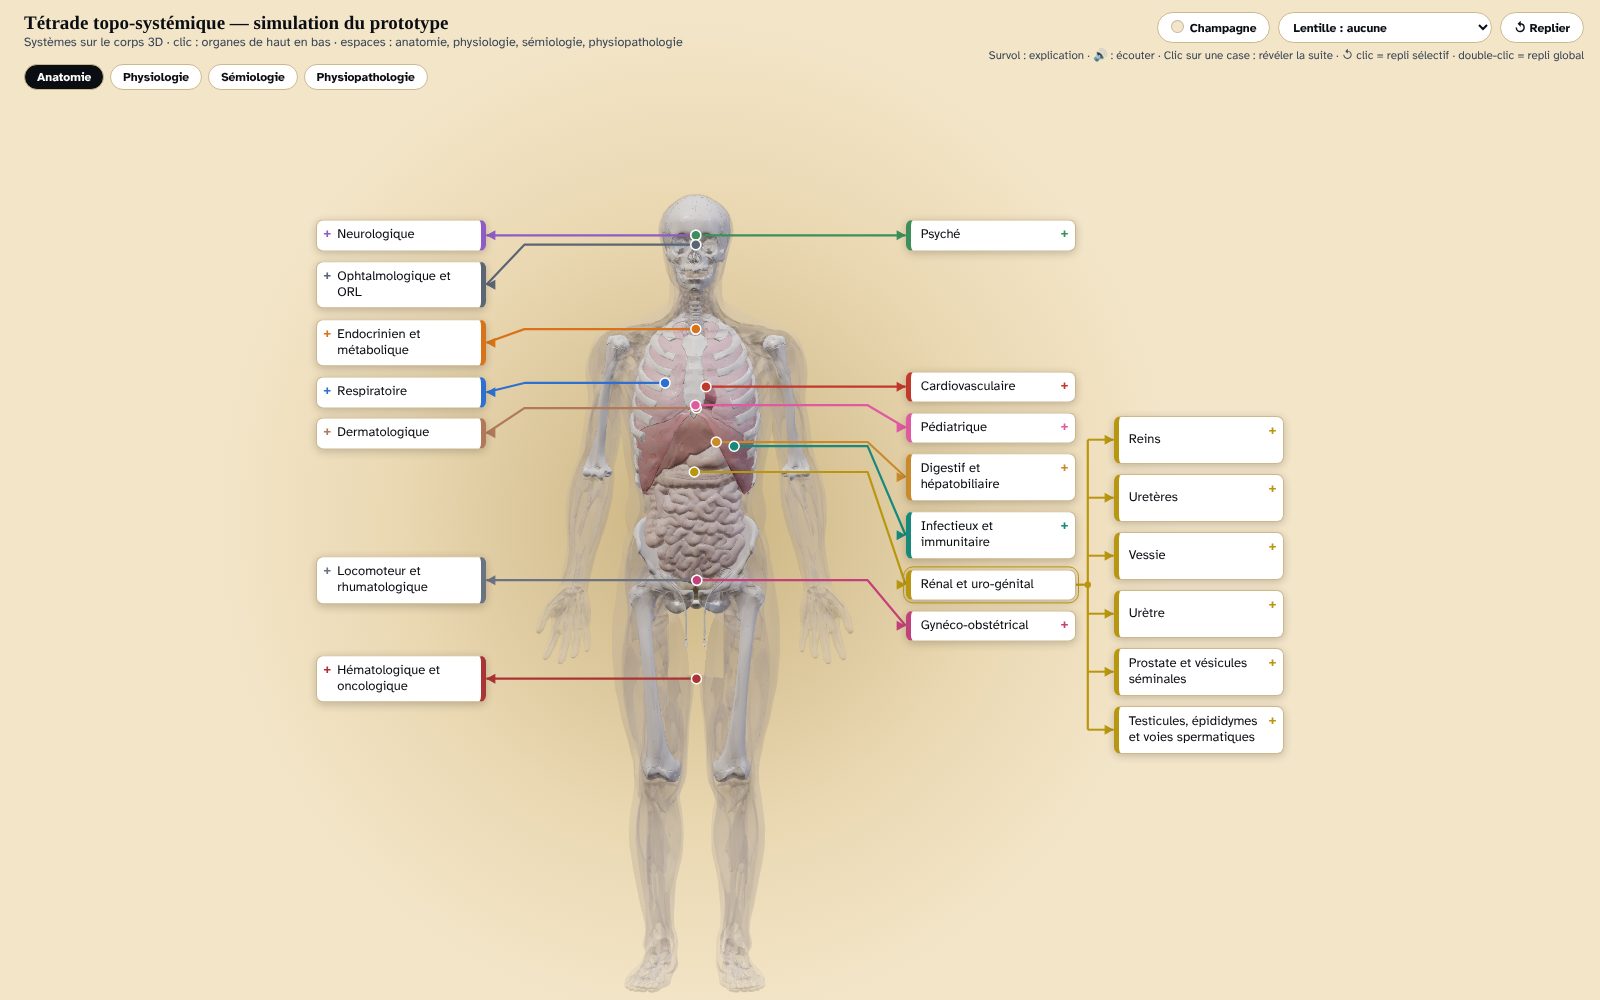 Tétrade topo-systémique — simulation du prototype
Systèmes sur le corps 3D · clic : organes de haut en bas · espaces : anatomie, physiologie, sémiologie, physiopathologie
Anatomie
Physiologie
Sémiologie
Physiopathologie
Champagne
Lentille : aucune
↺ Replier
Survol : explication · 🔊 : écouter · Clic sur une case : révéler la suite · ↺ clic = repli sélectif · double-clic = repli global
+ Neurologique
+ Ophtalmologique et
ORL
+ Endocrinien et
métabolique
+ Respiratoire
+ Dermatologique
+ Locomoteur et
rhumatologique
+ Hématologique et
oncologique
Psyché +
Cardiovasculaire +
Pédiatrique +
Digestif et +
hépatobiliaire
Infectieux et +
immunitaire
Rénal et uro-génital
Gynéco-obstétrical +
Reins +
Uretères +
Vessie +
Urètre +
Prostate et vésicules +
séminales
Testicules, épididymes +
et voies spermatiques